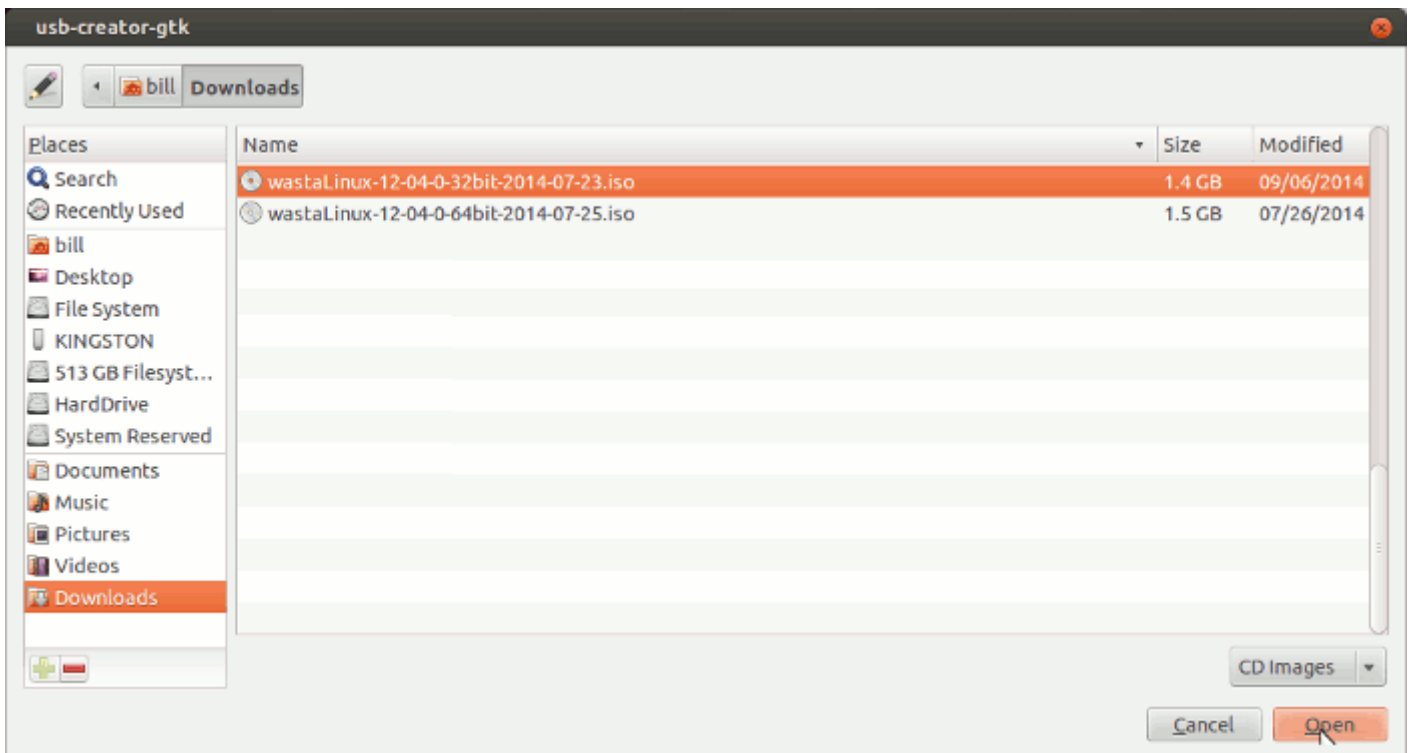 usb-creator-gtk
bill Downloads
Places
Search
Recently Used
bill
Desktop
File System
KINGSTON
513 GB Filesyst...
HardDrive
System Reserved
Documents
Music
Pictures
Videos
Downloads
Name Size Modified
wastaLinux-12-04-0-32bit-2014-07-23.iso 1.4 GB 09/06/2014
wastaLinux-12-04-0-64bit-2014-07-25.iso 1.5 GB 07/26/2014
CD Images
Cancel Open